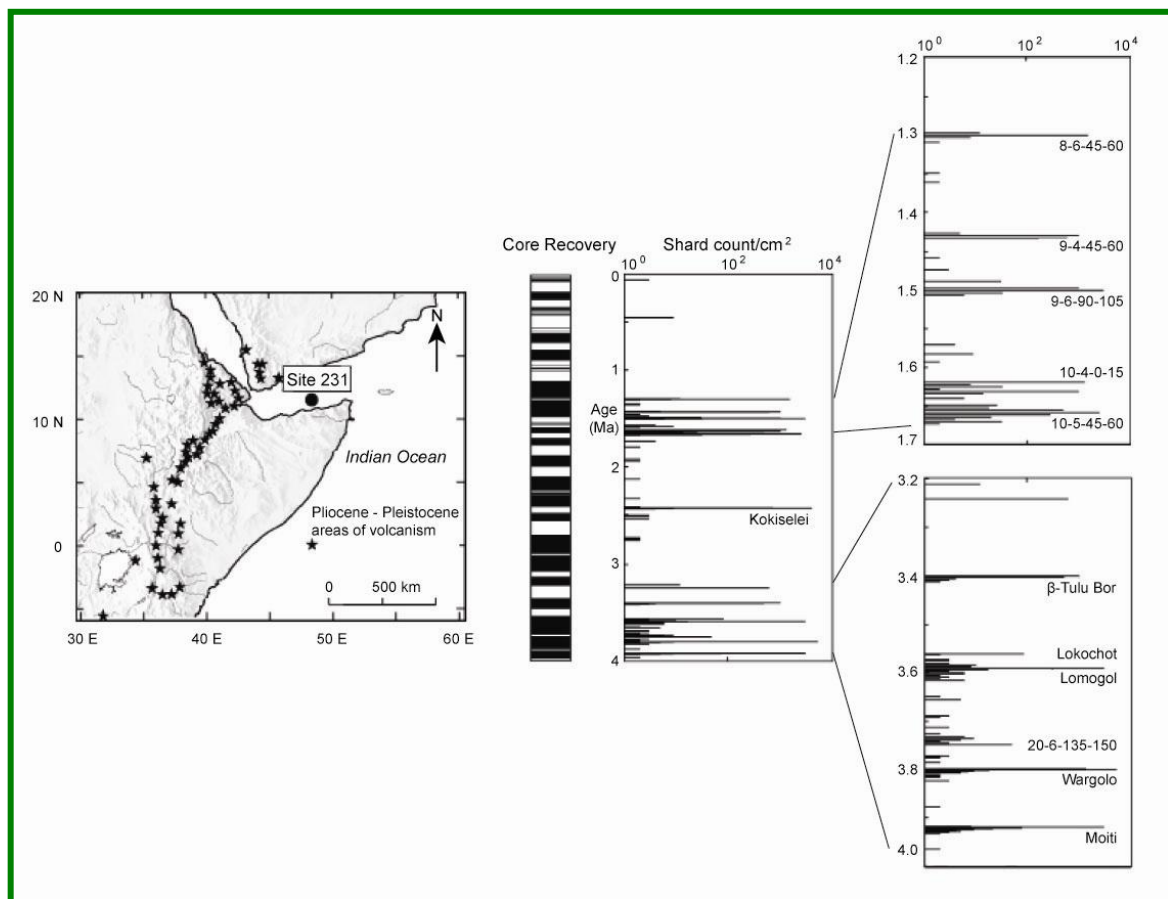 20 N
10 N
0
30 E
40 E
50 E
60 E
N
Site 231
Indian Ocean
Pliocene - Pleistocene
areas of volcanism
0 500 km
Core Recovery
Shard count/cm2
10^0 10^2 10^4
0
1
Age
(Ma)
2
Kokiselei
3
4
10^0 10^2 10^4
1.2
1.3
8-6-45-60
1.4
9-4-45-60
1.5
9-6-90-105
1.6
10-4-0-15
10-5-45-60
1.7
3.2
3.4
β-Tulu Bor
Lokochot
3.6
Lomogol
20-6-135-150
3.8
Wargolo
Moiti
4.0